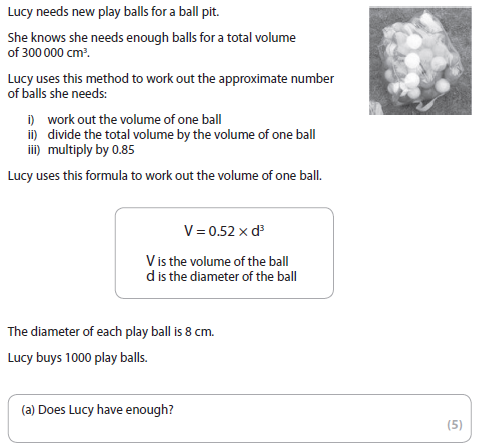 Lucy needs new play balls for a ball pit.
She knows she needs enough balls for a total volume
of 300 000 cm³.
Lucy uses this method to work out the approximate number
of balls she needs:
i) work out the volume of one ball
ii) divide the total volume by the volume of one ball
iii) multiply by 0.85
Lucy uses this formula to work out the volume of one ball.
V = 0.52 × d³
V is the volume of the ball
d is the diameter of the ball
The diameter of each play ball is 8 cm.
Lucy buys 1000 play balls.
(a) Does Lucy have enough?
(5)